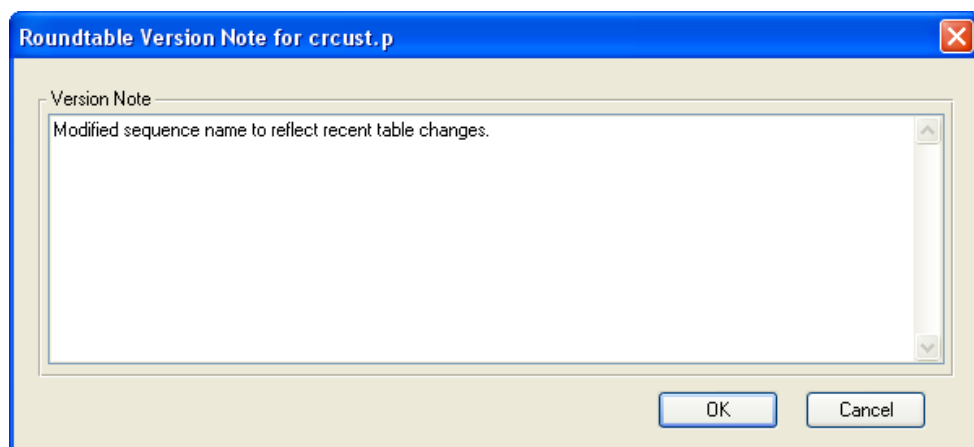 Roundtable Version Note for crcust.p
Version Note
Modified sequence name to reflect recent table changes.
OK Cancel